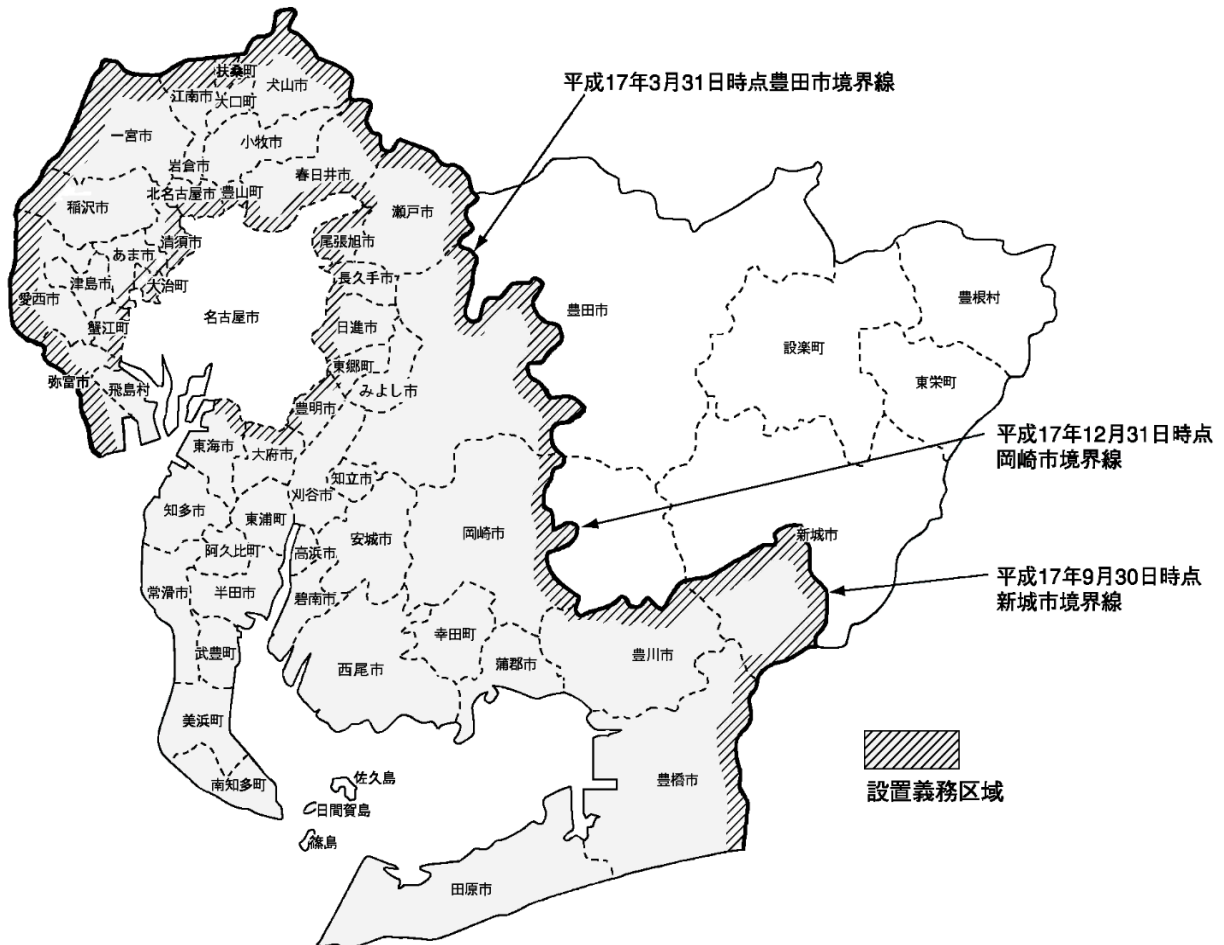 平成17年3月31日時点豊田市境界線
扶桑町
犬山市
江南市
大口町
一宮市
小牧市
岩倉市
春日井市
北名古屋市
豊山町
稲沢市
瀬戸市
清須市
尾張旭市
あま市
長久手市
津島市
大治町
愛西市
豊根村
豊田市
名古屋市
蟹江町
日進市
設楽町
東郷町
東栄町
弥富市
飛島村
みよし市
豊明市
平成17年12月31日時点
岡崎市境界線
東海市
大府市
知立市
刈谷市
知多市
東浦町
岡崎市
新城市
安城市
阿久比町
高浜市
平成17年9月30日時点
新城市境界線
常滑市
半田市
碧南市
幸田町
武豊町
豊川市
西尾市
蒲郡市
美浜町
佐久島
南知多町
豊橋市
設置義務区域
日間賀島
篠島
田原市